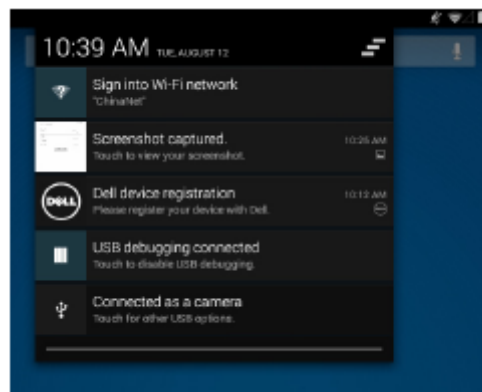 10:39 AM TUE, AUGUST 12
Sign into Wi-Fi network
"ChinaNet"
Screenshot captured.
10:25 AM
Touch to view your screenshot.
Dell device registration
10:12 AM
Please register your device with Dell.
DELL
USB debugging connected
Touch to disable USB debugging.
Connected as a camera
Touch for other USB options.